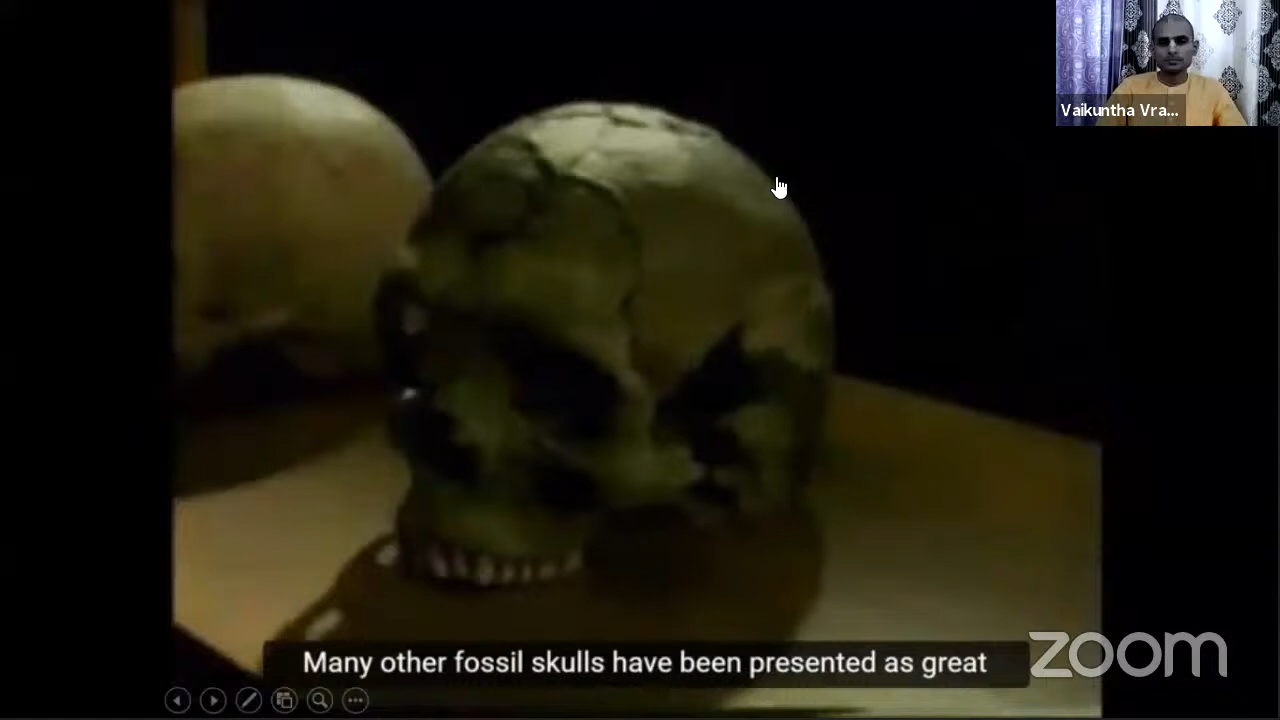 Vaikuntha Vra...
Many other fossil skulls have been presented as great
zoom